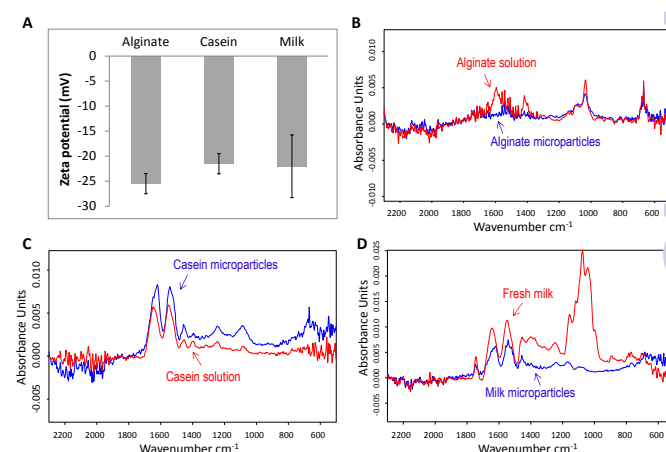 A
Alginate Casein Milk
0
-5
-10
-15
-20
-25
-30
Zeta potential (mV)
B
Alginate solution
Alginate microparticles
Absorbance Units
0.010
0.005
0.000
-0.005
-0.010
2200 2000 1800 1600 1400 1200 1000 800 600
Wavenumber cm-1
C
Casein microparticles
Casein solution
Absorbance Units
0.010
0.005
0.000
-0.005
2200 2000 1800 1600 1400 1200 1000 800 600
Wavenumber cm-1
D
Fresh milk
Milk microparticles
Absorbance Units
0.025
0.020
0.015
0.010
0.005
0.000
-0.005
2200 2000 1800 1600 1400 1200 1000 800 600
Wavenumber cm-1